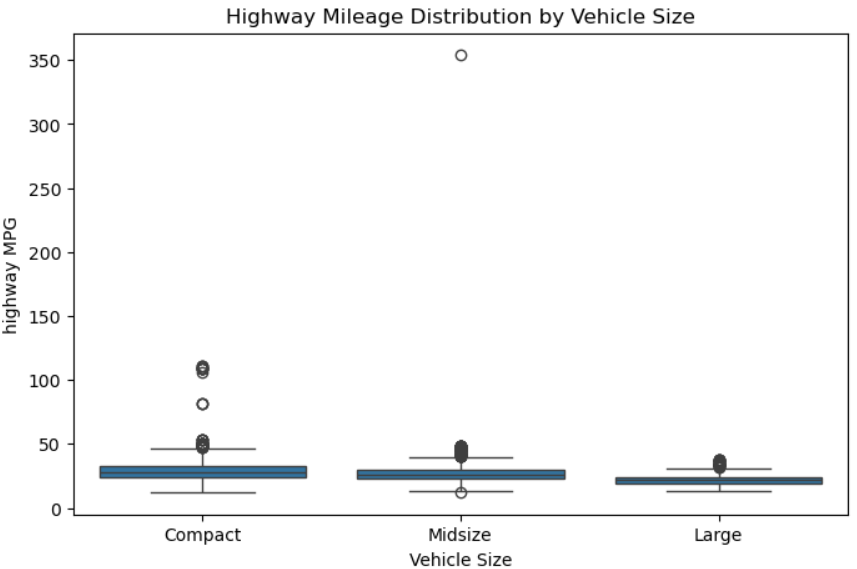 Highway Mileage Distribution by Vehicle Size
highway MPG
350
300
250
200
150
100
50
0
Compact Midsize Large
Vehicle Size